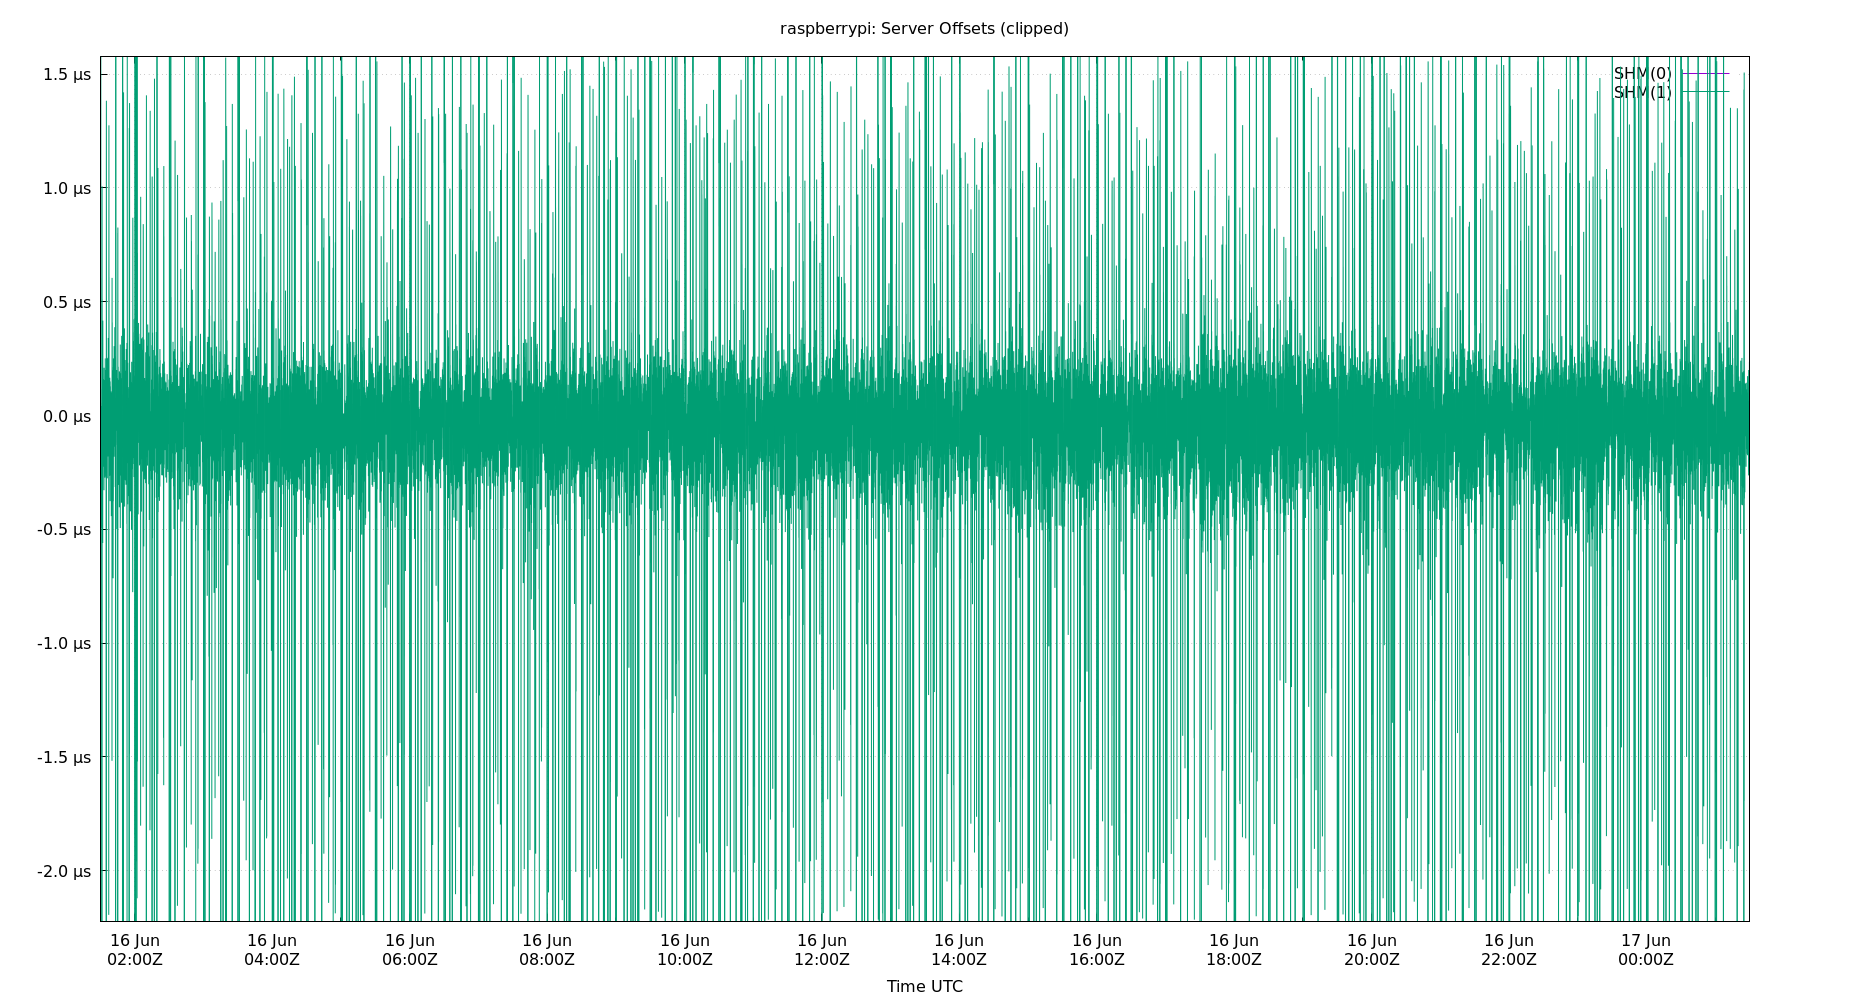 raspberrypi: Server Offsets (clipped)
1.5 µs
1.0 µs
0.5 µs
0.0 µs
-0.5 µs
-1.0 µs
-1.5 µs
-2.0 µs
SHM(0)
SHM(1)
16 Jun 16 Jun 16 Jun 16 Jun 16 Jun 16 Jun 16 Jun 16 Jun 16 Jun 16 Jun 16 Jun 17 Jun
02:00Z 04:00Z 06:00Z 08:00Z 10:00Z 12:00Z 14:00Z 16:00Z 18:00Z 20:00Z 22:00Z 00:00Z
Time UTC